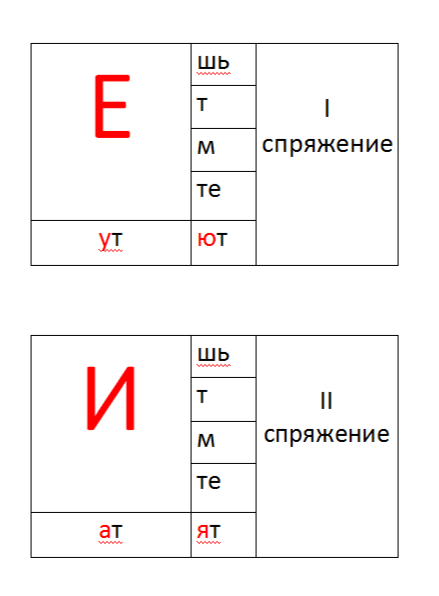 Е
шь
т
м
те
I
спряжение
ут
ют
И
шь
т
м
те
II
спряжение
ат
ят